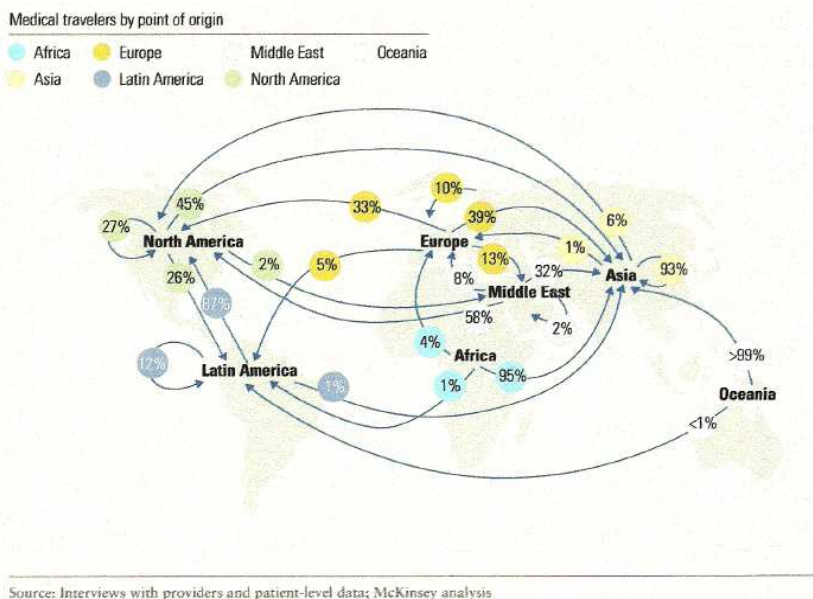 Medical travelers by point of origin
Africa Europe Middle East Oceania
Asia Latin America North America
10%
45%
33%
39%
6%
27%
North America
Europe
1%
13%
2%
5%
8%
32%
Asia
93%
26%
Middle East
87%
58%
2%
4%
Africa
>99%
12%
Latin America
1%
1%
95%
Oceania
<1%
Source: Interviews with providers and patient-level data; McKinsey analysis